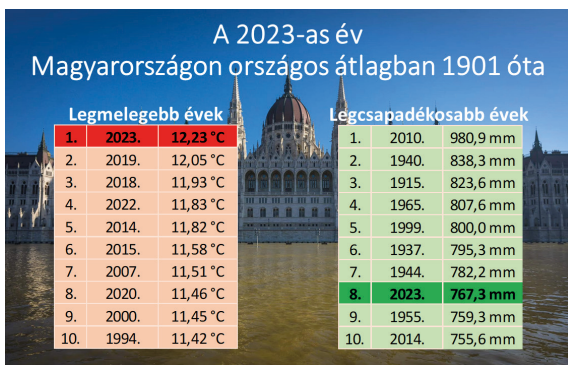 A 2023-as év
Magyarországon országos átlagban 1901 óta
Legmelegebb évek
1. 2023. 12,23 °C
2. 2019. 12,05 °C
3. 2018. 11,93 °C
4. 2022. 11,83 °C
5. 2014. 11,82 °C
6. 2015. 11,58 °C
7. 2007. 11,51 °C
8. 2020. 11,46 °C
9. 2000. 11,45 °C
10. 1994. 11,42 °C
Legcsapadékosabb évek
1. 2010. 980,9 mm
2. 1940. 838,3 mm
3. 1915. 823,6 mm
4. 1965. 807,6 mm
5. 1999. 800,0 mm
6. 1937. 795,3 mm
7. 1944. 782,2 mm
8. 2023. 767,3 mm
9. 1955. 759,3 mm
10. 2014. 755,6 mm